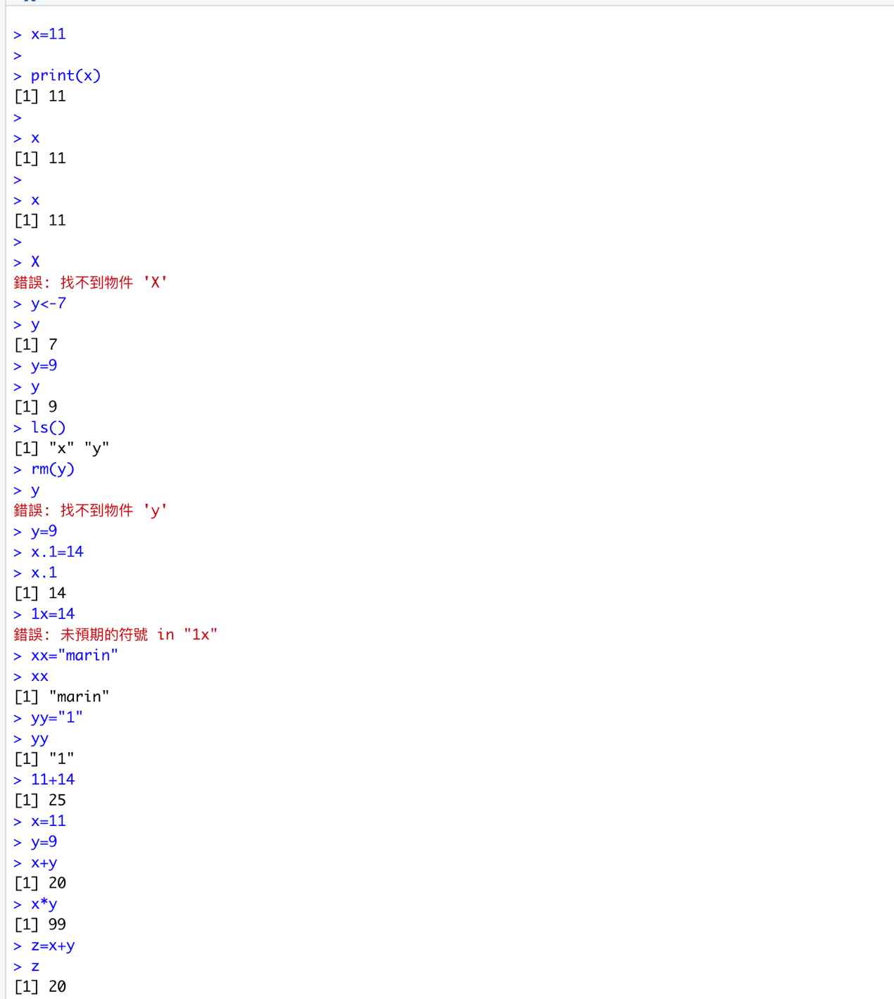 > x=11
>
> print(x)
[1] 11
>
> x
[1] 11
>
> x
[1] 11
>
> X
錯誤: 找不到物件 'X'
> y<-7
> y
[1] 7
> y=9
> y
[1] 9
> ls()
[1] "x" "y"
> rm(y)
> y
錯誤: 找不到物件 'y'
> y=9
> x.1=14
> x.1
[1] 14
> 1x=14
錯誤: 未預期的符號 in "1x"
> xx="marin"
> xx
[1] "marin"
> yy="1"
> yy
[1] "1"
> 11+14
[1] 25
> x=11
> y=9
> x+y
[1] 20
> x*y
[1] 99
> z=x+y
> z
[1] 20